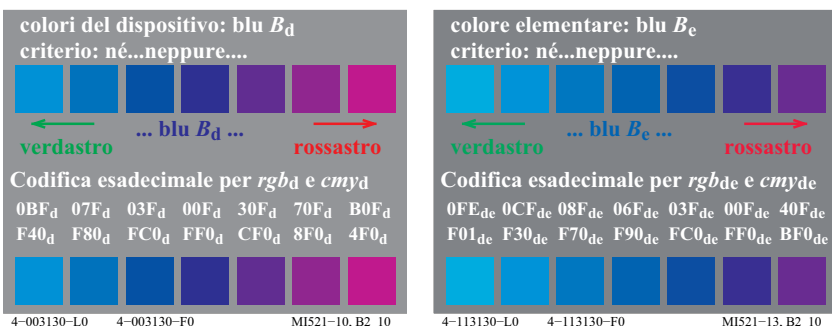 colori del dispositivo: blu Bd
criterio: né...neppure....
... blu Bd ...
verdastro rossastro
Codifica esadecimale per rgbd e cmyd
0BFd 07Fd 03Fd 00Fd 30Fd 70Fd B0Fd
F40d F80d FC0d FF0d CF0d 8F0d 4F0d
4−003130−L0 4−003130−F0 MI521−10, B2_10
colore elementare: blu Be
criterio: né...neppure....
... blu Be ...
verdastro rossastro
Codifica esadecimale per rgbde e cmyde
0FEde 0CFde 08Fde 06Fde 03Fde 00Fde 40Fde
F01de F30de F70de F90de FC0de FF0de BF0de
4−113130−L0 4−113130−F0 MI521−13, B2_10